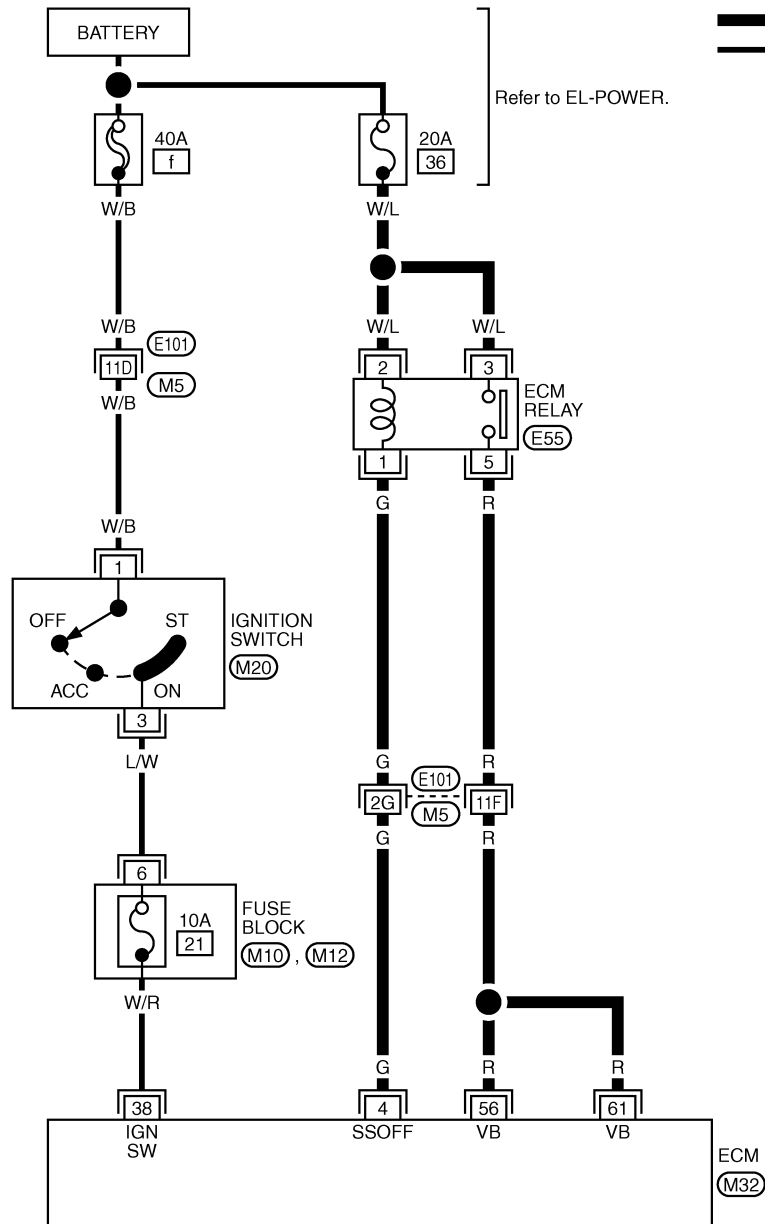 BATTERY
Refer to EL-POWER.
40A
f
20A
36
W/B
W/L
W/B
E101
W/L
W/L
11D
M5
2
3
W/B
ECM
RELAY
E55
1
5
G
R
W/B
1
OFF
ST
IGNITION
SWITCH
M20
ACC
ON
3
L/W
G
R
E101
2G
11F
M5
G
R
6
10A
21
FUSE
BLOCK
M10 , M12
W/R
G
R
R
38
4
56
61
IGN
SW
SSOFF
VB
VB
ECM
M32